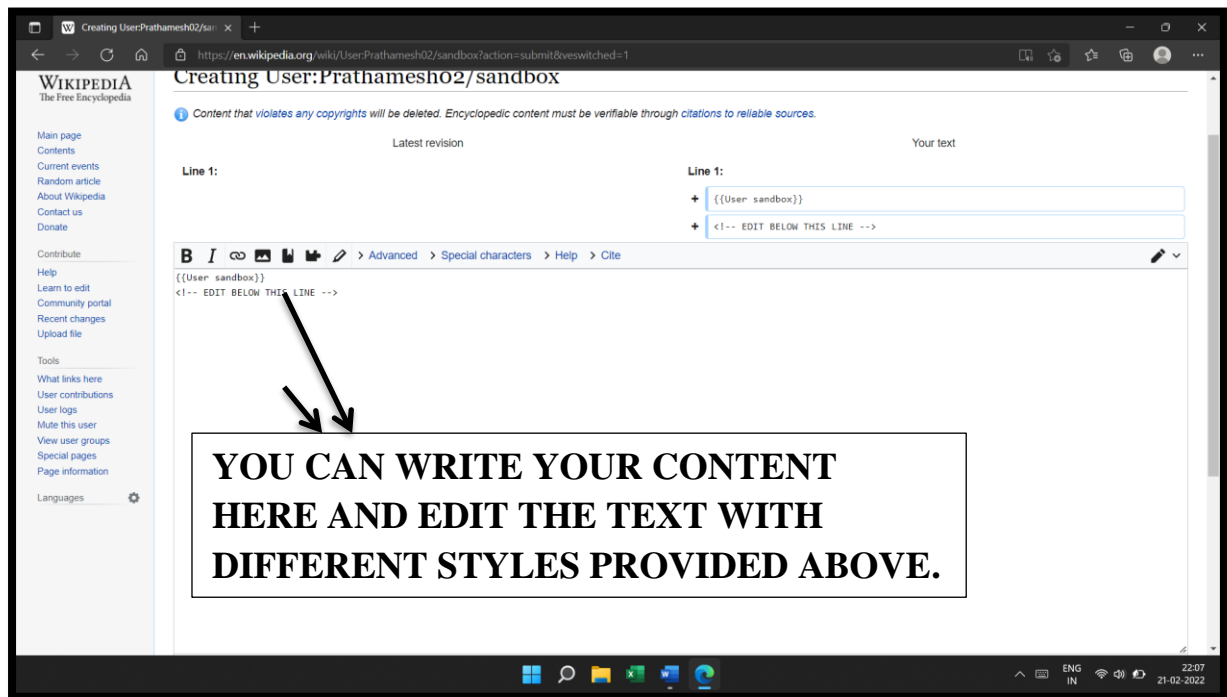 Creating User:Prathamesh02/san
https://en.wikipedia.org/wiki/User:Prathamesh02/sandbox?action=submit&veswitched=1
WIKIPEDIA
The Free Encyclopedia
Main page
Contents
Current events
Random article
About Wikipedia
Contact us
Donate
Contribute
Help
Learn to edit
Community portal
Recent changes
Upload file
Tools
What links here
User contributions
User logs
Mute this user
View user groups
Special pages
Page information
Languages
Creating User:Prathamesh02/sandbox
Content that violates any copyrights will be deleted. Encyclopedic content must be verifiable through citations to reliable sources.
Latest revision Your text
Line 1: Line 1:
+ {{User sandbox}}
+ <!-- EDIT BELOW THIS LINE -->
B I > Advanced > Special characters > Help > Cite
{{User sandbox}}
<!-- EDIT BELOW THIS LINE -->
YOU CAN WRITE YOUR CONTENT
HERE AND EDIT THE TEXT WITH
DIFFERENT STYLES PROVIDED ABOVE.
ENG
IN
22:07
21-02-2022